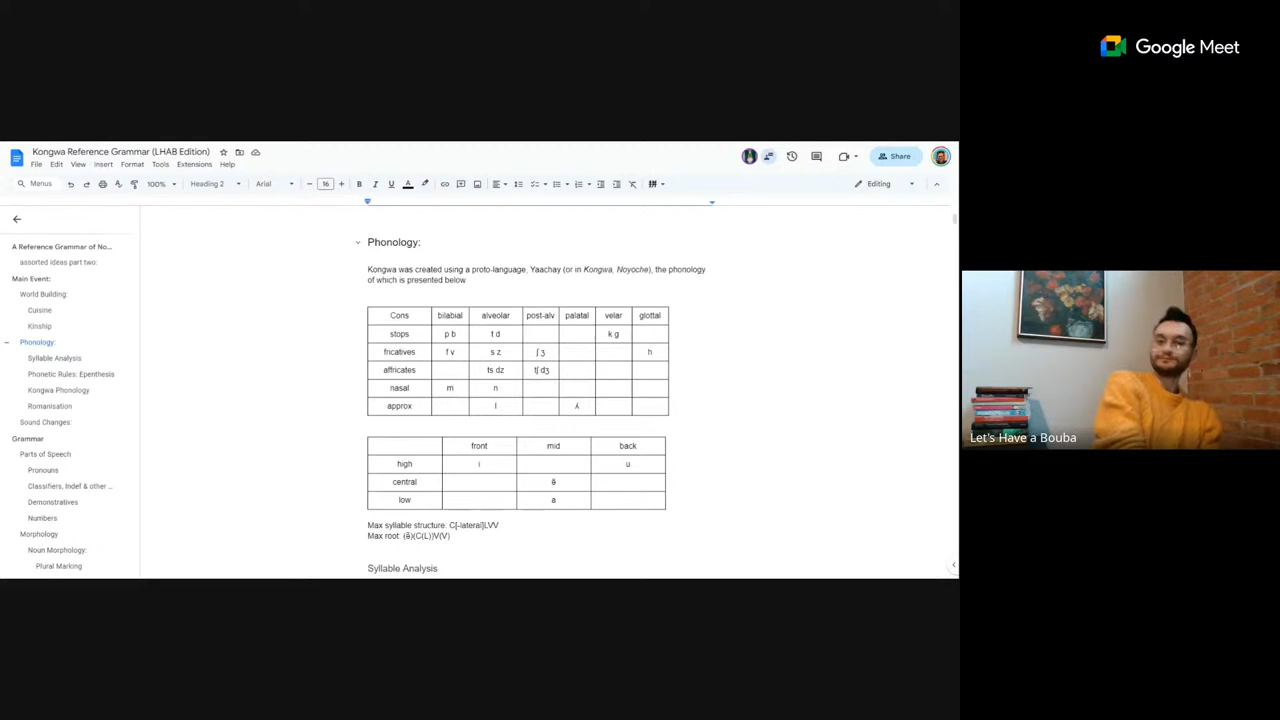 Google Meet
Kongwa Reference Grammar (LHAB Edition)
File Edit View Insert Format Tools Extensions Help
Share
Menus 100% Heading 2 Arial 16 B I U A Editing
A Reference Grammar of No...
assorted ideas part two:
Main Event:
World Building:
Cuisine
Kinship
Phonology:
Syllable Analysis
Phonetic Rules: Epenthesis
Kongwa Phonology
Romanisation
Sound Changes:
Grammar
Parts of Speech
Pronouns
Classifiers, Indef & other ...
Demonstratives
Numbers
Morphology
Noun Morphology:
Plural Marking
Phonology:
Kongwa was created using a proto-language, Yaachay (or in Kongwa, Noyoche), the phonology
of which is presented below
Cons bilabial alveolar post-alv palatal velar glottal
stops p b t d k g
fricatives f v s z ʃ ʒ h
affricates ts dz tʃ dʒ
nasal m n
approx l ʎ
front mid back
high i u
central ə̃
low a
Max syllable structure: C[-lateral]LVV
Max root: (ə̃)(C(L))V(V)
Syllable Analysis
Let's Have a Bouba